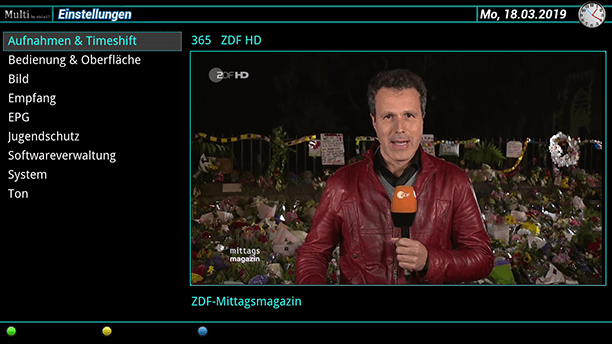 Multi Einstellungen Mo, 18.03.2019
Aufnahmen & Timeshift
Bedienung & Oberfläche
Bild
Empfang
EPG
Jugendschutz
Softwareverwaltung
System
Ton
365 ZDF HD
ZDF HD
ZDF
mittags
magazin
ZDF-Mittagsmagazin